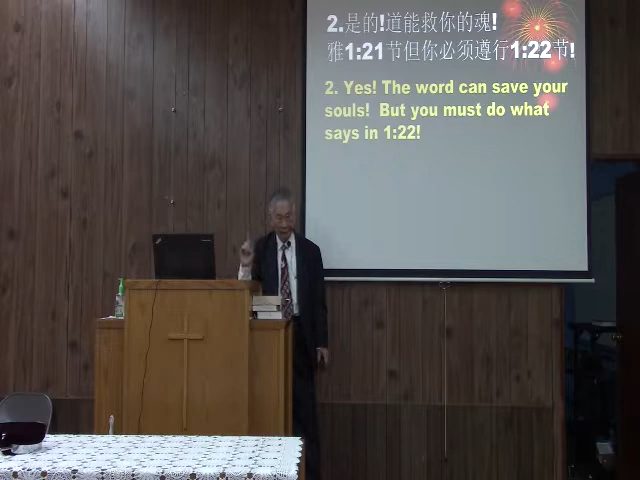 2.是的!道能救你的魂!
雅1:21节但你必须遵行1:22节!
2. Yes! The word can save your
souls! But you must do what
says in 1:22!